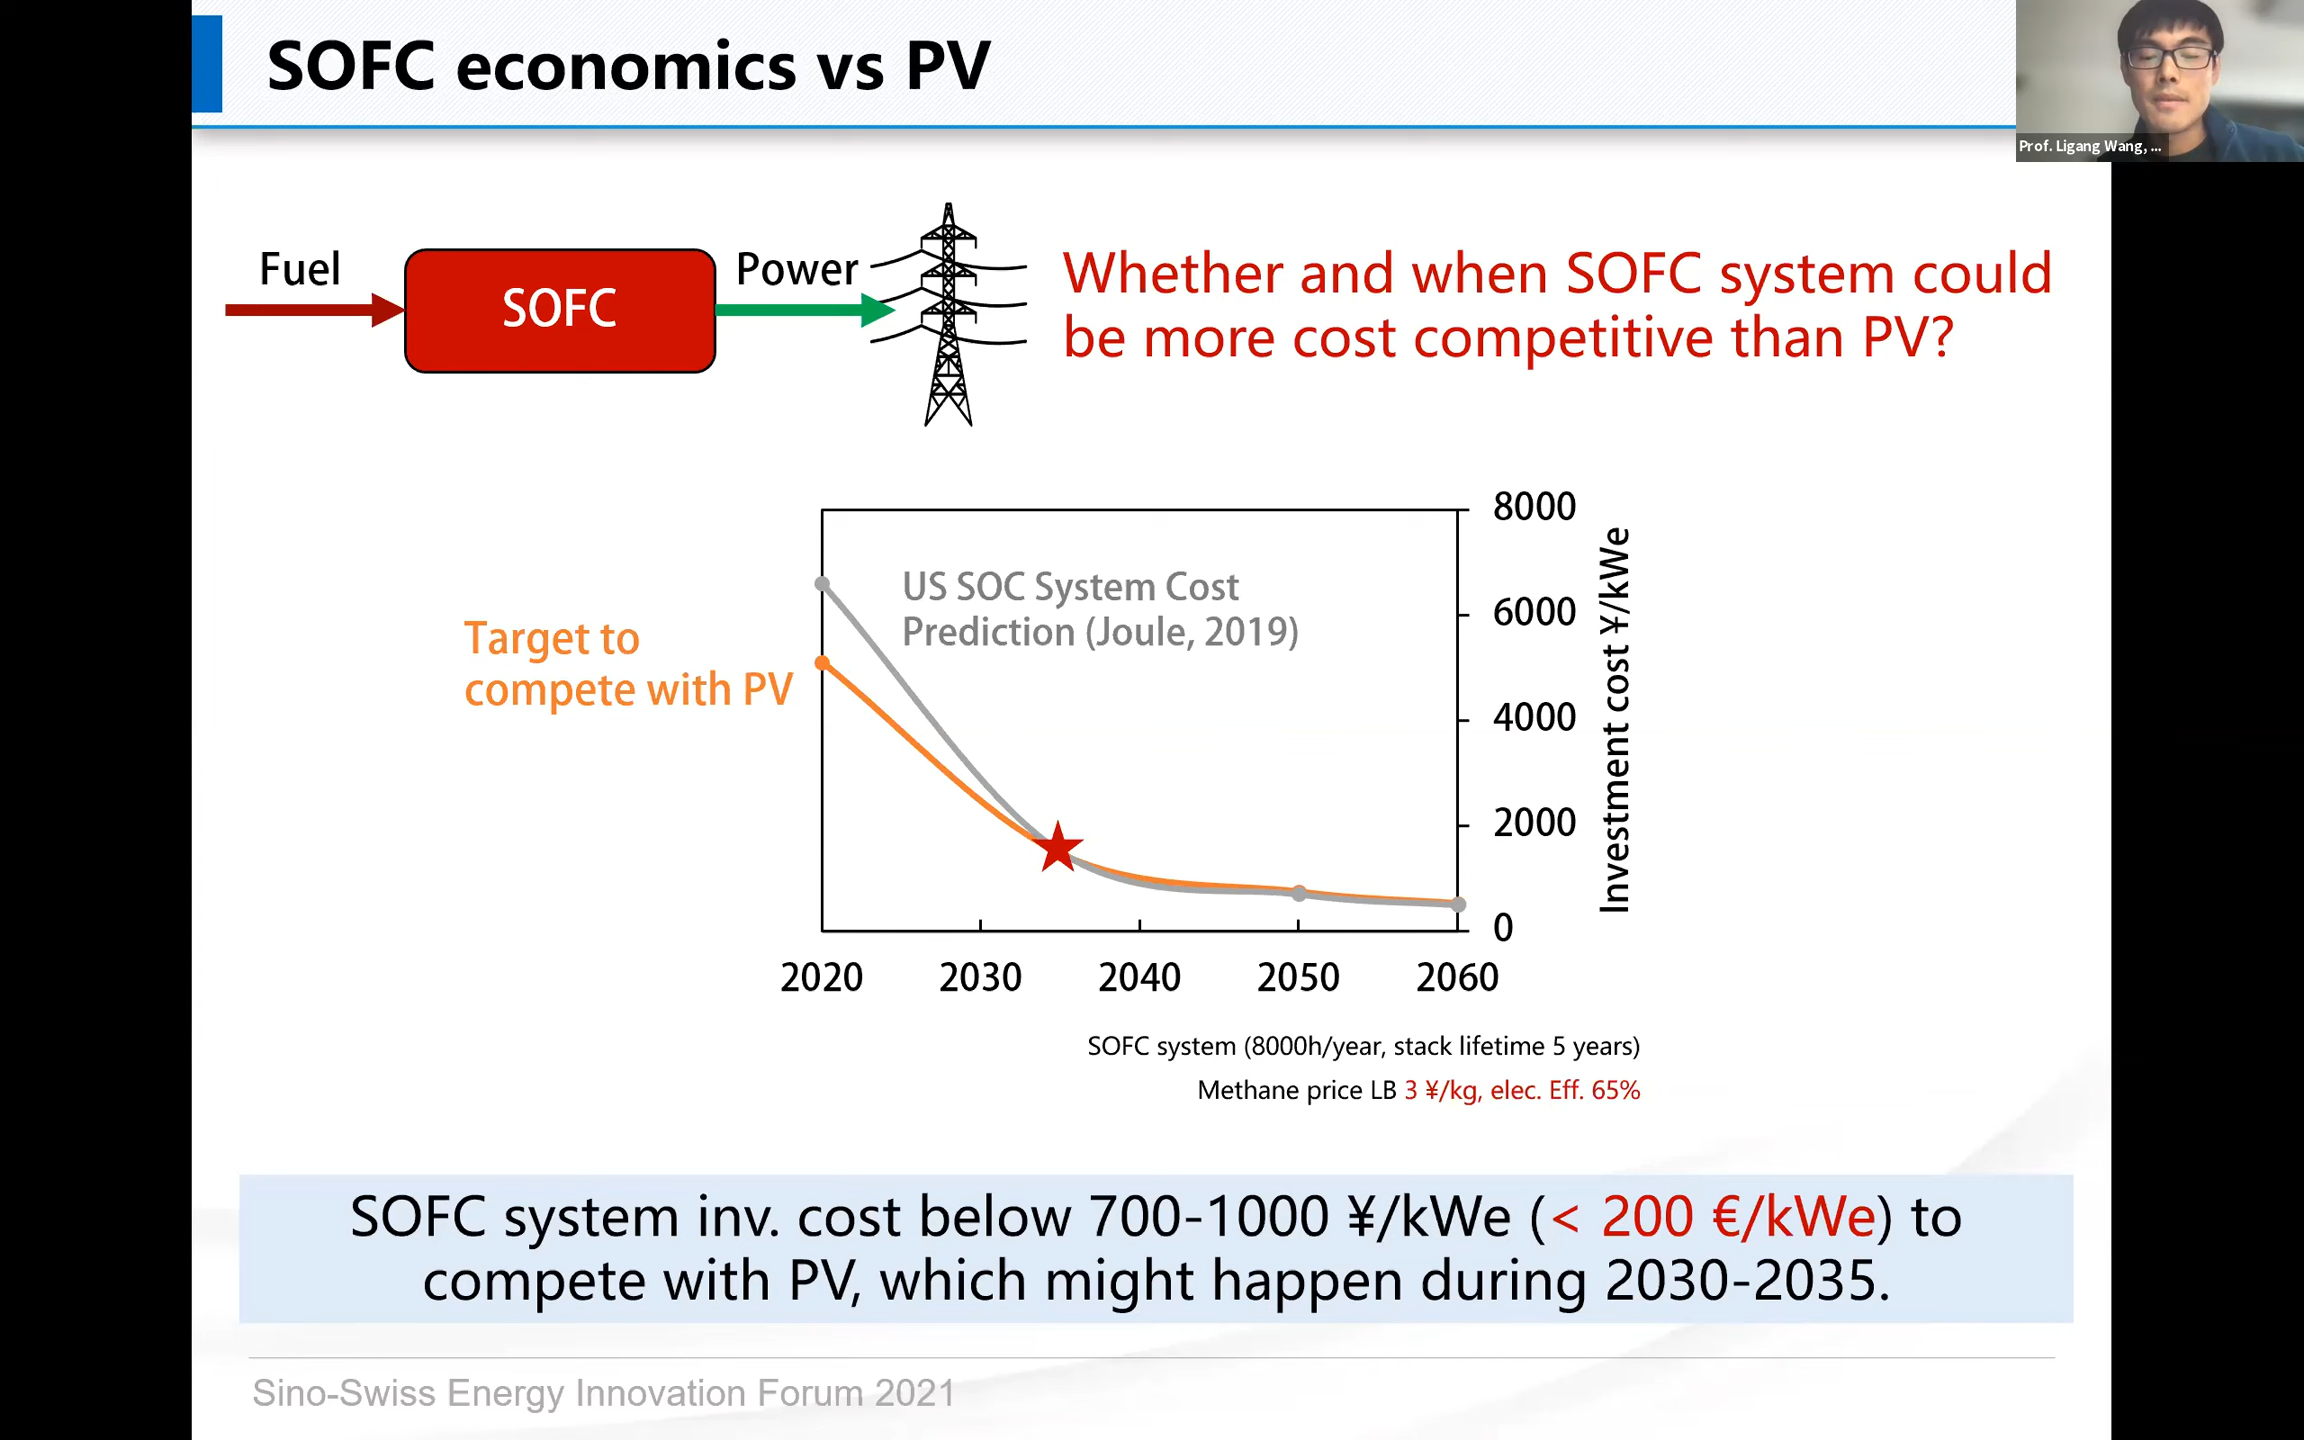 SOFC economics vs PV
Prof. Ligang Wang, ...
Fuel
SOFC
Power
Whether and when SOFC system could
be more cost competitive than PV?
Target to
compete with PV
US SOC System Cost
Prediction (Joule, 2019)
8000
6000
4000
2000
0
Investment cost ¥/kWe
2020
2030
2040
2050
2060
SOFC system (8000h/year, stack lifetime 5 years)
Methane price LB 3 ¥/kg, elec. Eff. 65%
SOFC system inv. cost below 700-1000 ¥/kWe (< 200 €/kWe) to
compete with PV, which might happen during 2030-2035.
Sino-Swiss Energy Innovation Forum 2021